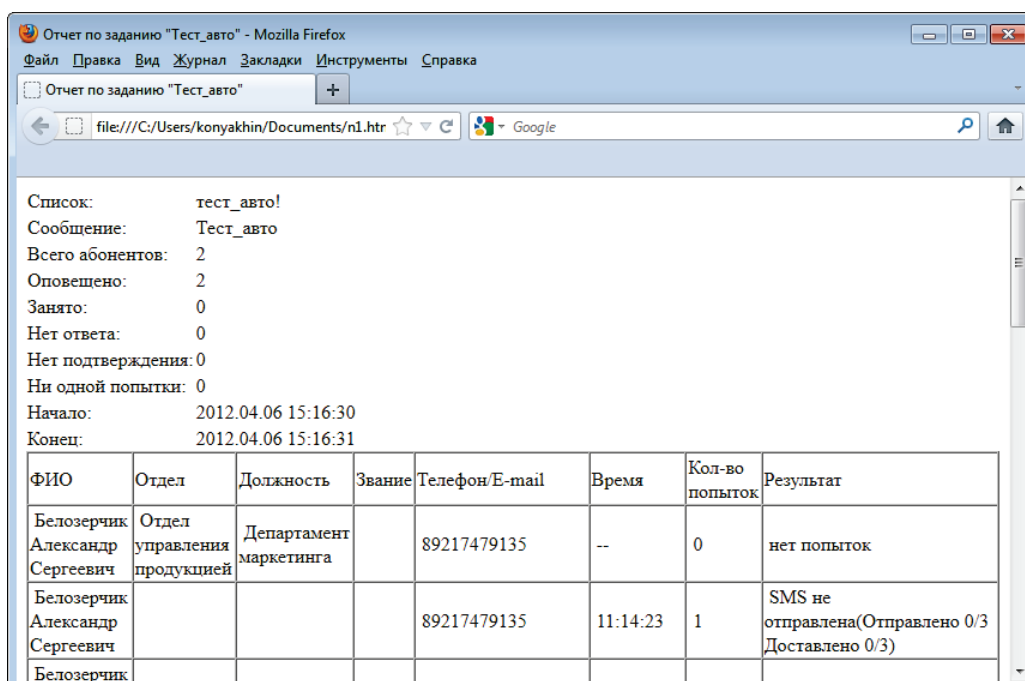 Отчет по заданию "Тест_авто" - Mozilla Firefox
Файл Правка Вид Журнал Закладки Инструменты Справка
Отчет по заданию "Тест_авто" +
file:///C:/Users/konyakhin/Documents/n1.htr Google
Список: тест_авто!
Сообщение: Тест_авто
Всего абонентов: 2
Оповещено: 2
Занято: 0
Нет ответа: 0
Нет подтверждения: 0
Ни одной попытки: 0
Начало: 2012.04.06 15:16:30
Конец: 2012.04.06 15:16:31
ФИО Отдел Должность Звание Телефон/E-mail Время Кол-во попыток Результат
Белозерчик Отдел
Александр управления Департамент 89217479135 -- 0 нет попыток
Сергеевич продукцией маркетинга
Белозерчик SMS не
Александр 89217479135 11:14:23 1 отправлена(Отправлено 0/3
Сергеевич Доставлено 0/3)
Белозерчик